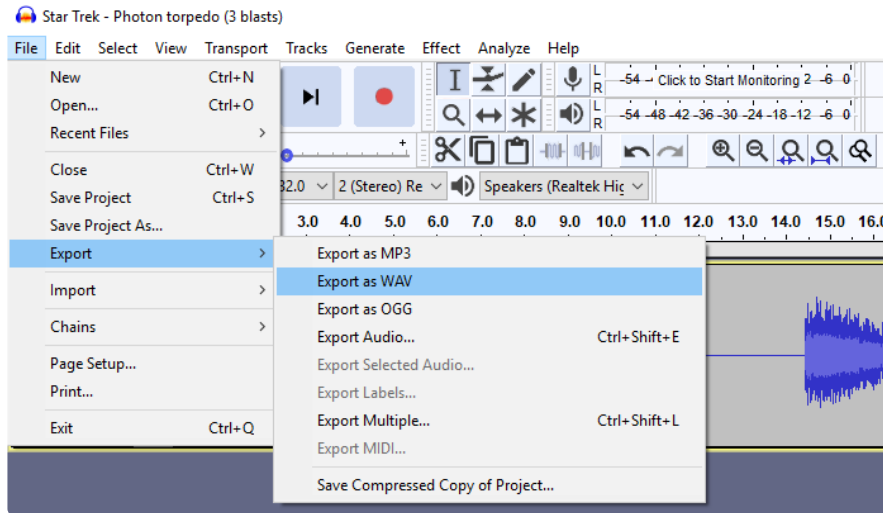 Star Trek - Photon torpedo (3 blasts)
File Edit Select View Transport Tracks Generate Effect Analyze Help
New Ctrl+N
Open... Ctrl+O
Recent Files >
Close Ctrl+W
Save Project Ctrl+S
Save Project As...
Export >
Import >
Chains >
Page Setup...
Print...
Exit Ctrl+Q
L
R
-54 Click to Start Monitoring 2 -6 0
L
R
-54 -48 -42 -36 -30 -24 -18 -12 -6 0
32.0 2 (Stereo) Re Speakers (Realtek Hig
3.0 4.0 5.0 6.0 7.0 8.0 9.0 10.0 11.0 12.0 13.0 14.0 15.0 16.0
Export as MP3
Export as WAV
Export as OGG
Export Audio... Ctrl+Shift+E
Export Selected Audio...
Export Labels...
Export Multiple... Ctrl+Shift+L
Export MIDI...
Save Compressed Copy of Project...